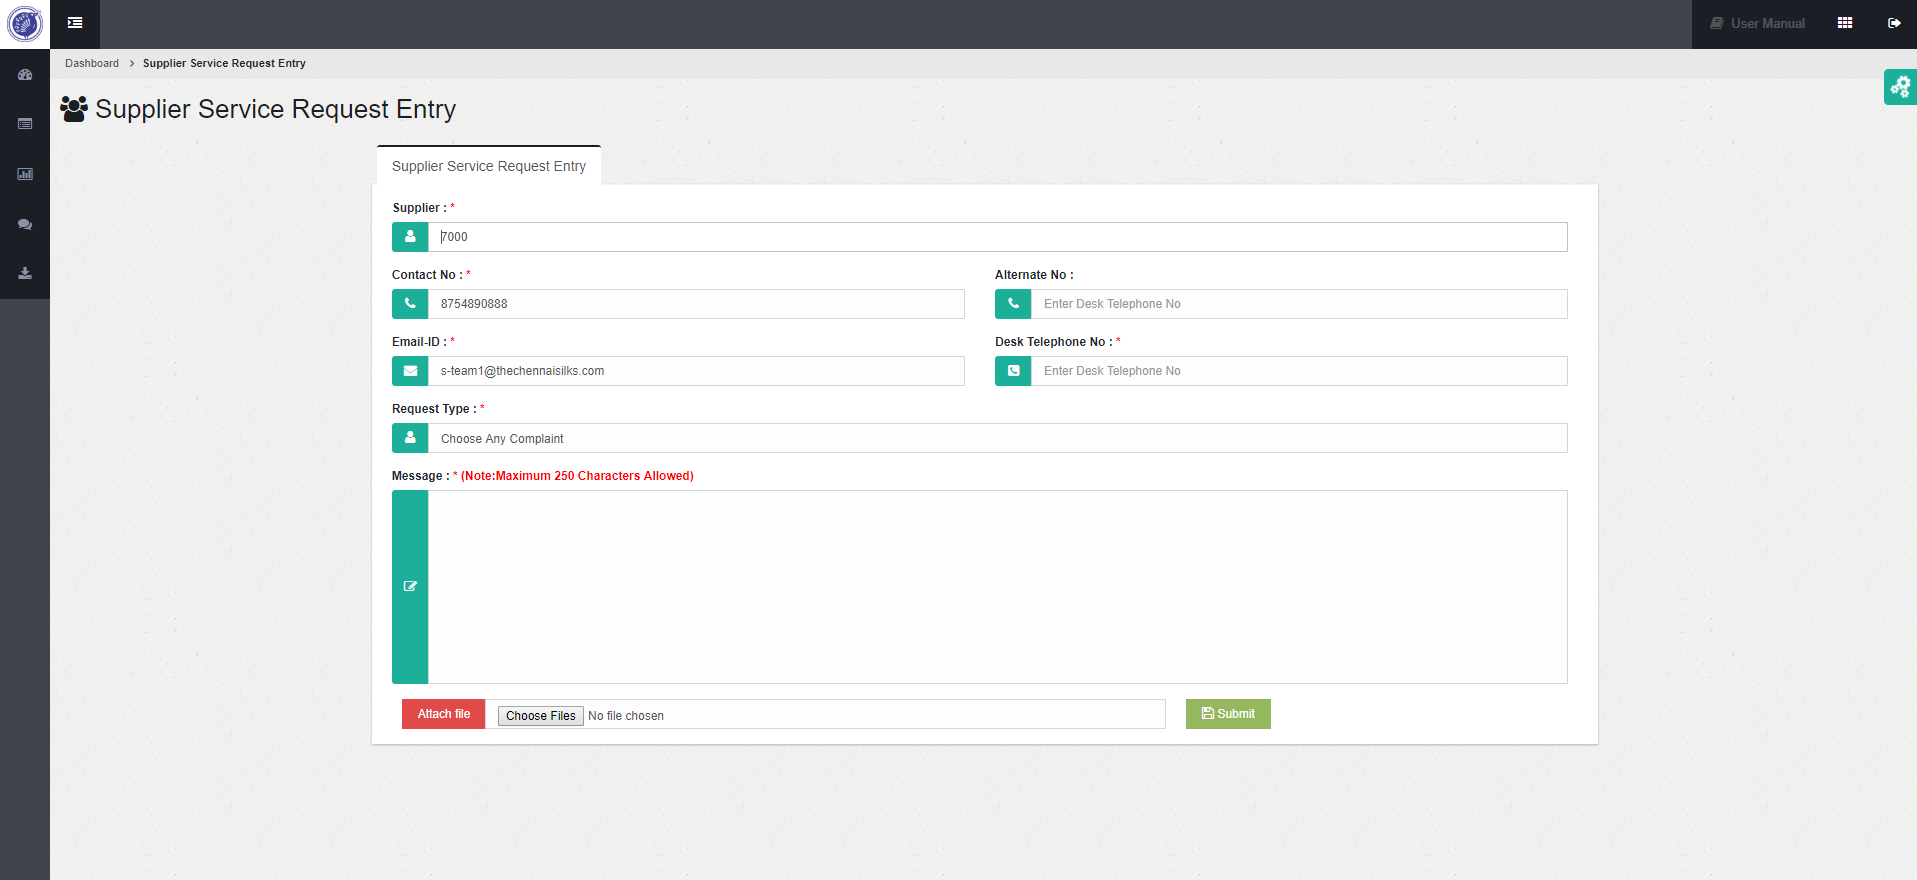 User Manual
Dashboard > Supplier Service Request Entry
Supplier Service Request Entry
Supplier Service Request Entry
Supplier : *
7000
Contact No : *
Alternate No :
8754890888
Enter Desk Telephone No
Email-ID : *
Desk Telephone No : *
s-team1@thechennaisilks.com
Enter Desk Telephone No
Request Type : *
Choose Any Complaint
Message : * (Note:Maximum 250 Characters Allowed)
Attach file
Choose Files No file chosen
Submit